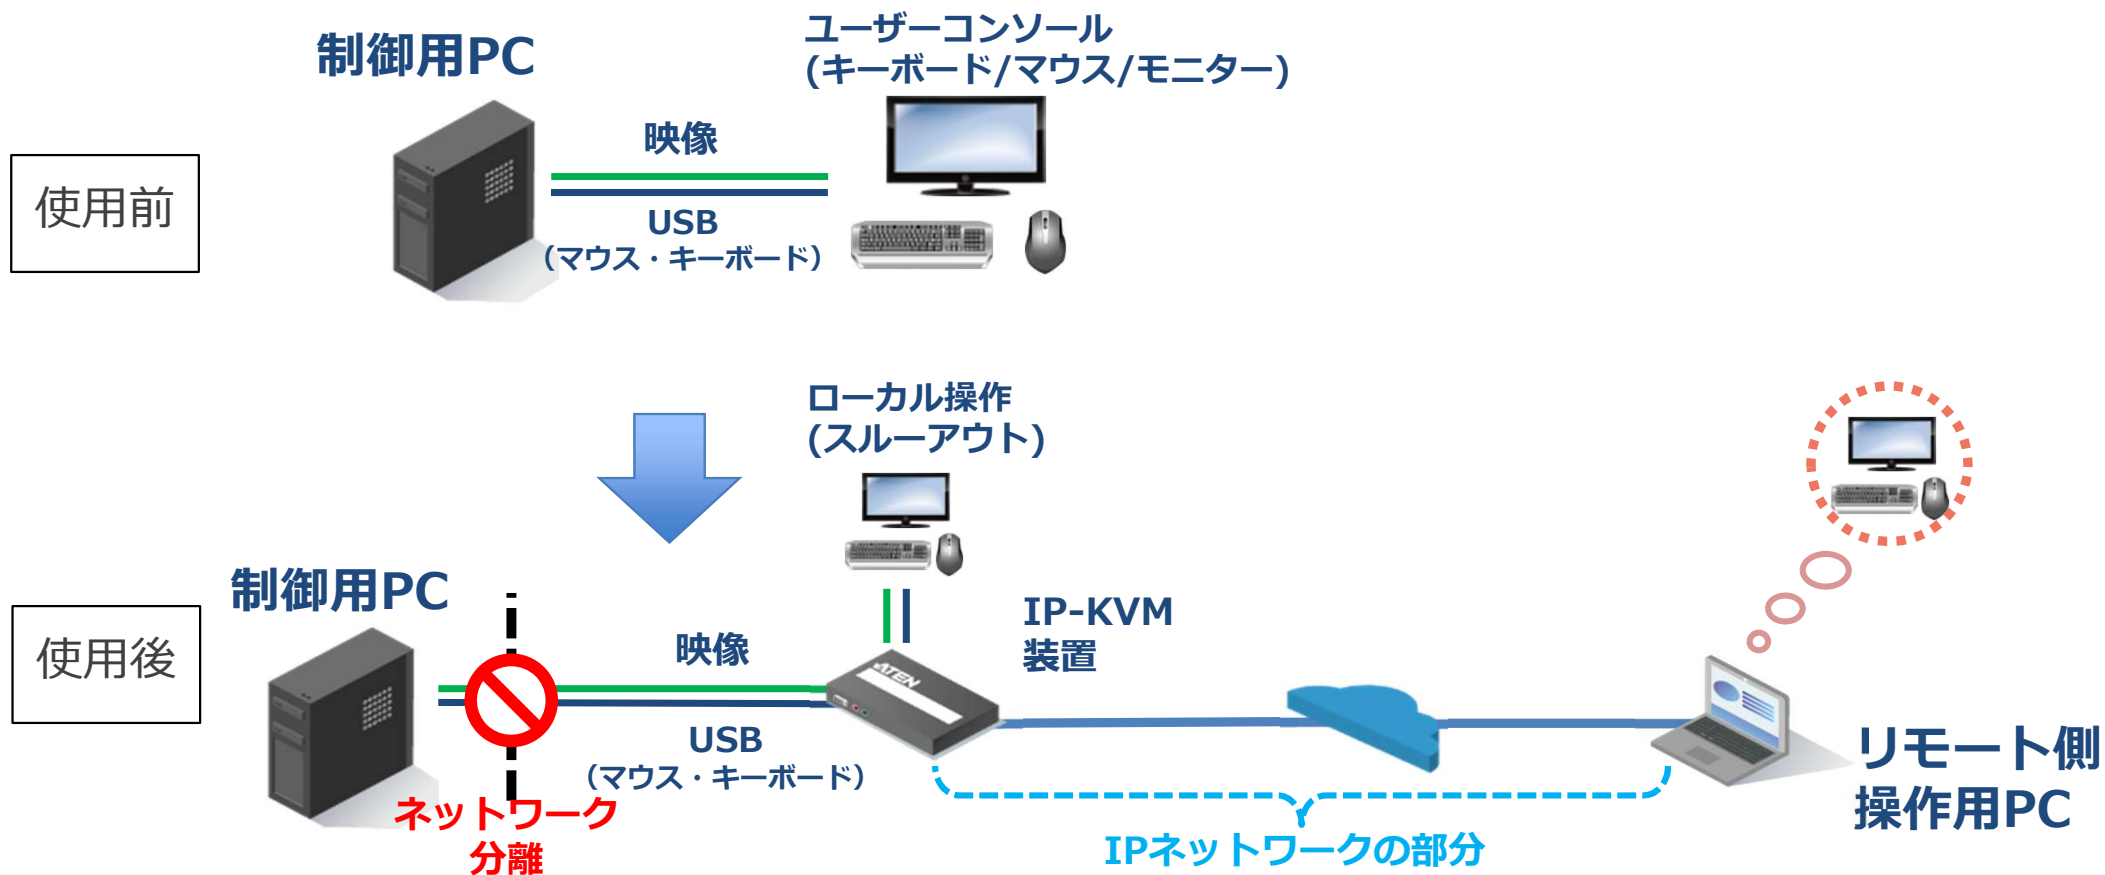 制御用PC
ユーザーコンソール
(キーボード/マウス/モニター)
映像
使用前
USB
（マウス・キーボード）
ローカル操作
(スルーアウト)
制御用PC
IP-KVM
装置
使用後
映像
ATEN
USB
（マウス・キーボード）
ネットワーク
分離
リモート側
操作用PC
IPネットワークの部分